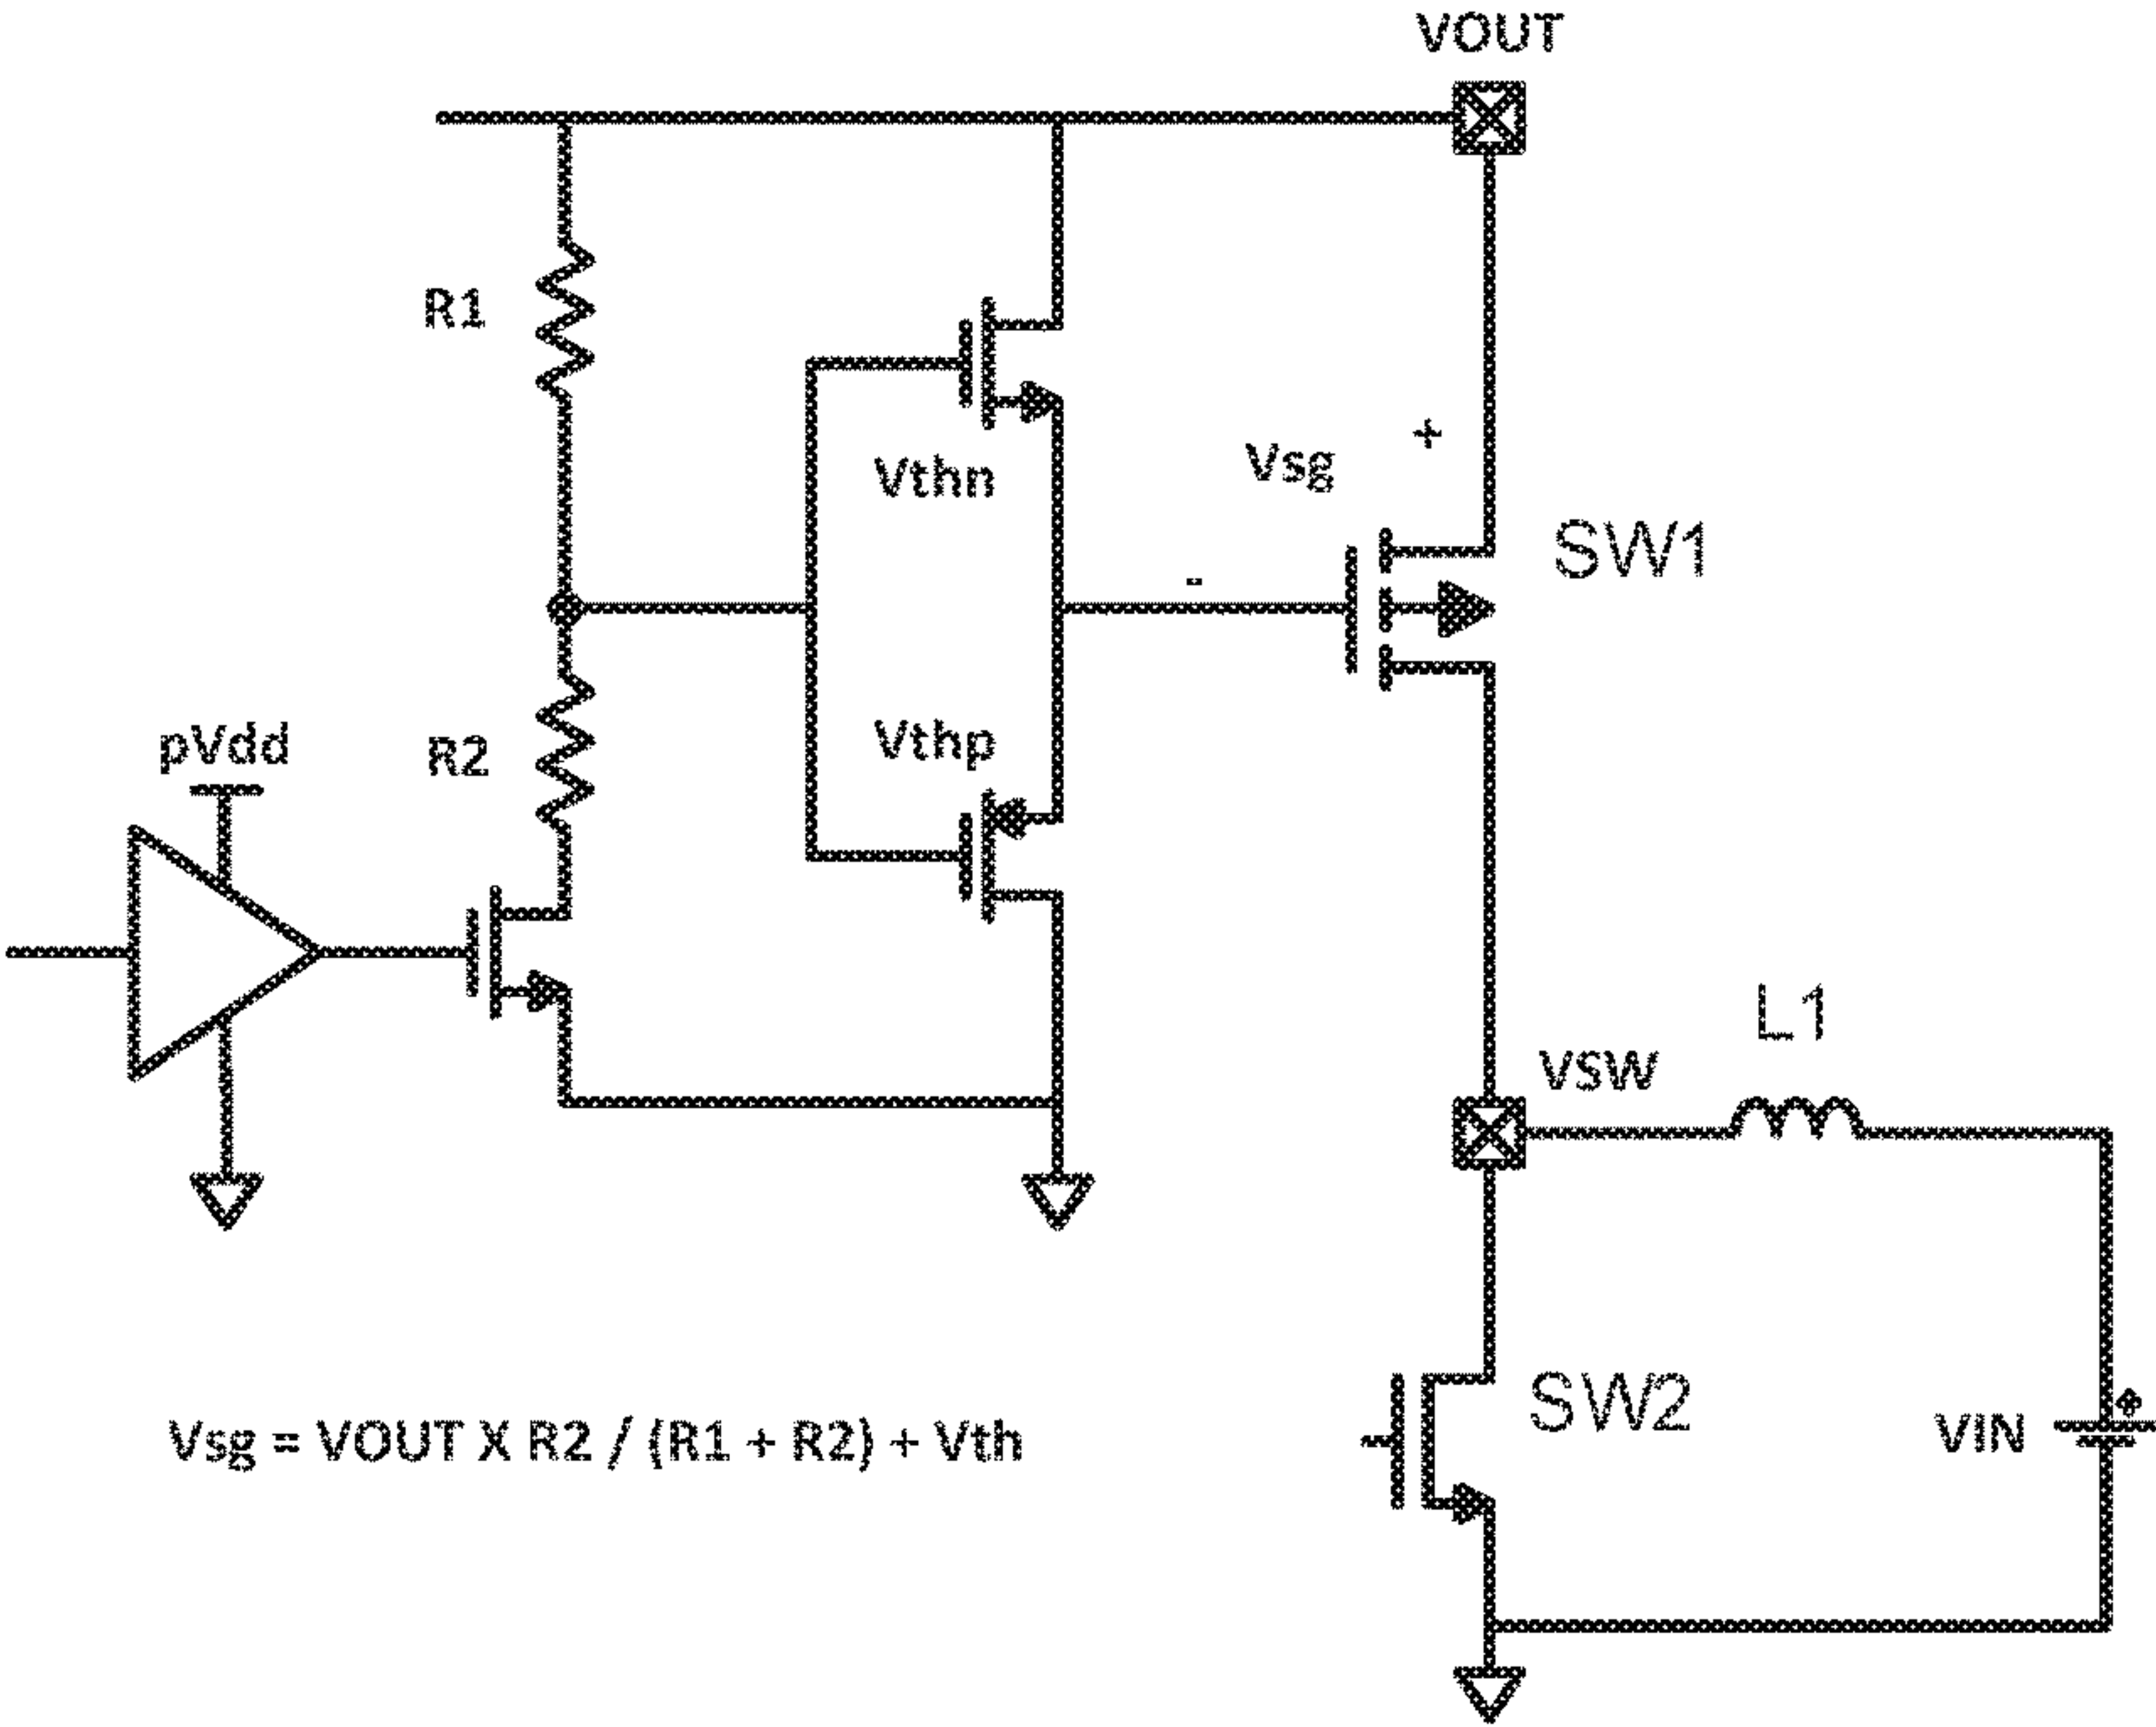 VOUT
R1
Vthn
Vsg
+
SW1
-
pVdd
R2
Vthp
L1
VSW
SW2
VIN
Vsg = VOUT X R2 / (R1 + R2) + Vth